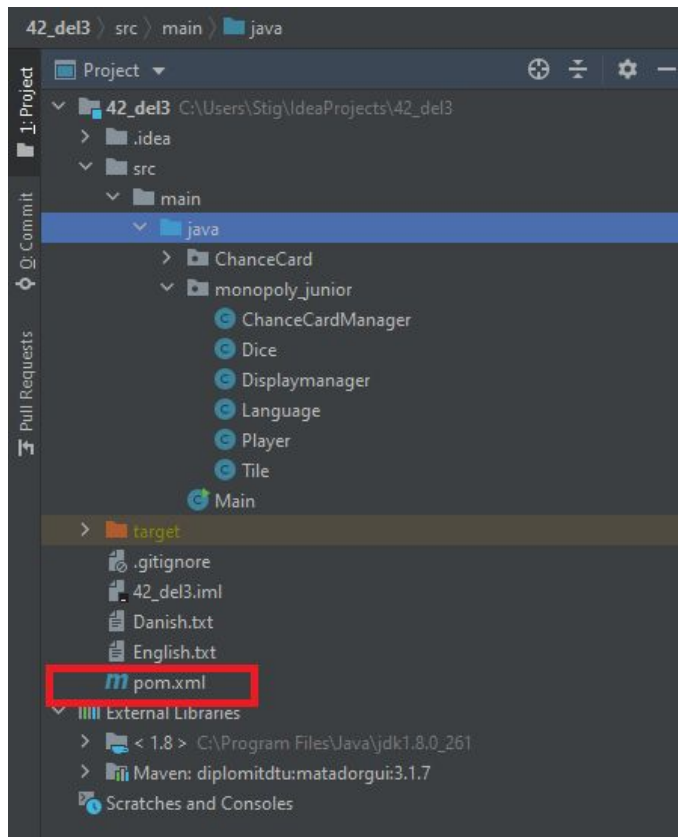 42_del3 〉 src 〉 main 〉 java
1: Project
0: Commit
Pull Requests
Project
42_del3 C:\Users\Stig\IdeaProjects\42_del3
.idea
src
main
java
ChanceCard
monopoly_junior
ChanceCardManager
Dice
Displaymanager
Language
Player
Tile
Main
target
.gitignore
42_del3.iml
Danish.txt
English.txt
pom.xml
External Libraries
< 1.8 > C:\Program Files\Java\jdk1.8.0_261
Maven: diplomitdtu:matadorgui:3.1.7
Scratches and Consoles